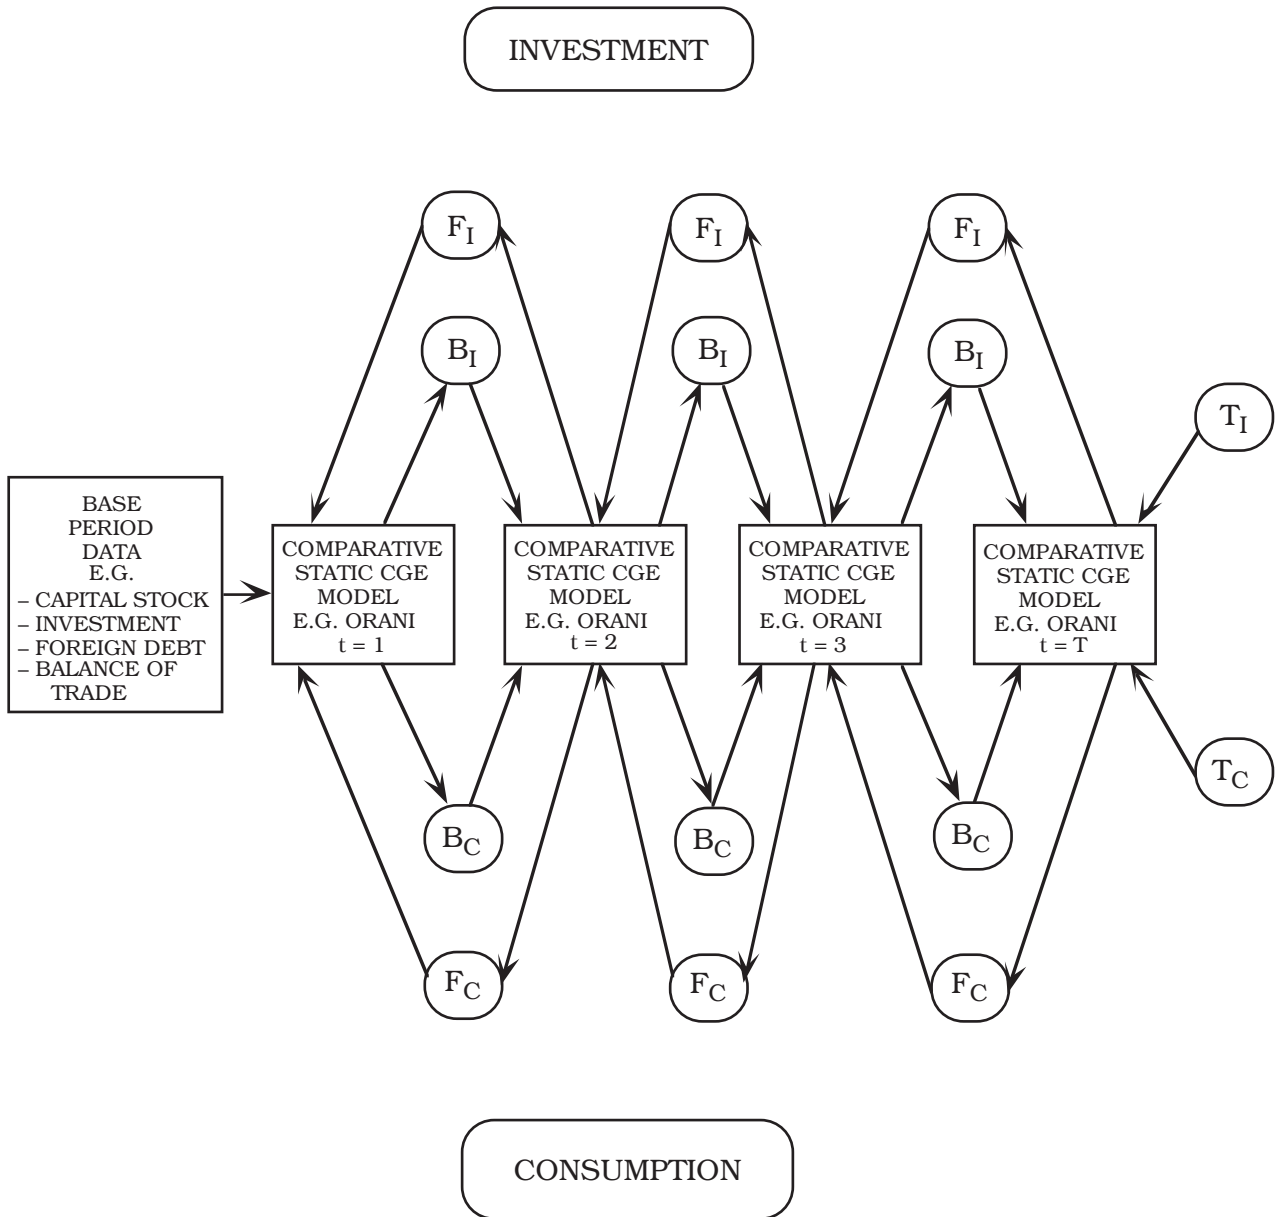 INVESTMENT
F_I
F_I
F_I
B_I
B_I
B_I
T_I
BASE
PERIOD
DATA
E.G.
– CAPITAL STOCK
– INVESTMENT
– FOREIGN DEBT
– BALANCE OF
TRADE
COMPARATIVE
STATIC CGE
MODEL
E.G. ORANI
t = 1
COMPARATIVE
STATIC CGE
MODEL
E.G. ORANI
t = 2
COMPARATIVE
STATIC CGE
MODEL
E.G. ORANI
t = 3
COMPARATIVE
STATIC CGE
MODEL
E.G. ORANI
t = T
T_C
B_C
B_C
B_C
F_C
F_C
F_C
CONSUMPTION